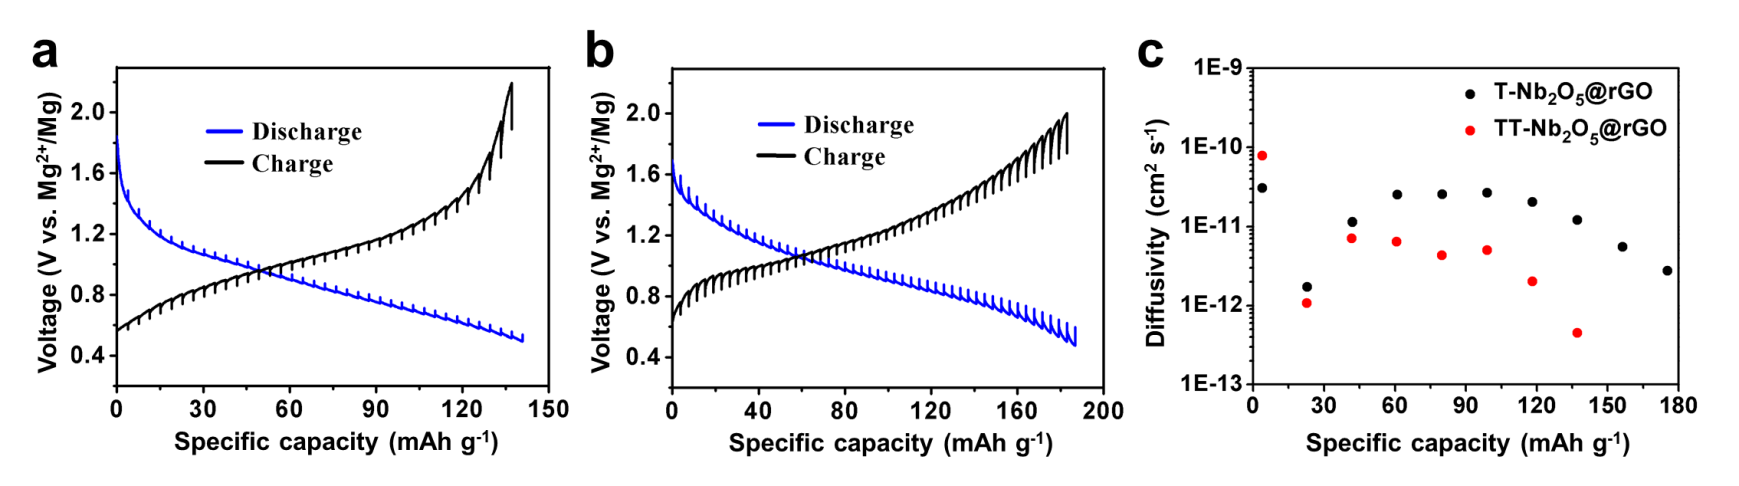 a
Voltage (V vs. Mg²⁺/Mg)
2.0
1.6
1.2
0.8
0.4
Discharge
Charge
0 30 60 90 120 150
Specific capacity (mAh g⁻¹)
b
Voltage (V vs. Mg²⁺/Mg)
2.0
1.6
1.2
0.8
0.4
Discharge
Charge
0 40 80 120 160 200
Specific capacity (mAh g⁻¹)
c
Diffusivity (cm² s⁻¹)
1E-9
1E-10
1E-11
1E-12
1E-13
T-Nb₂O₅@rGO
TT-Nb₂O₅@rGO
0 30 60 90 120 150 180
Specific capacity (mAh g⁻¹)